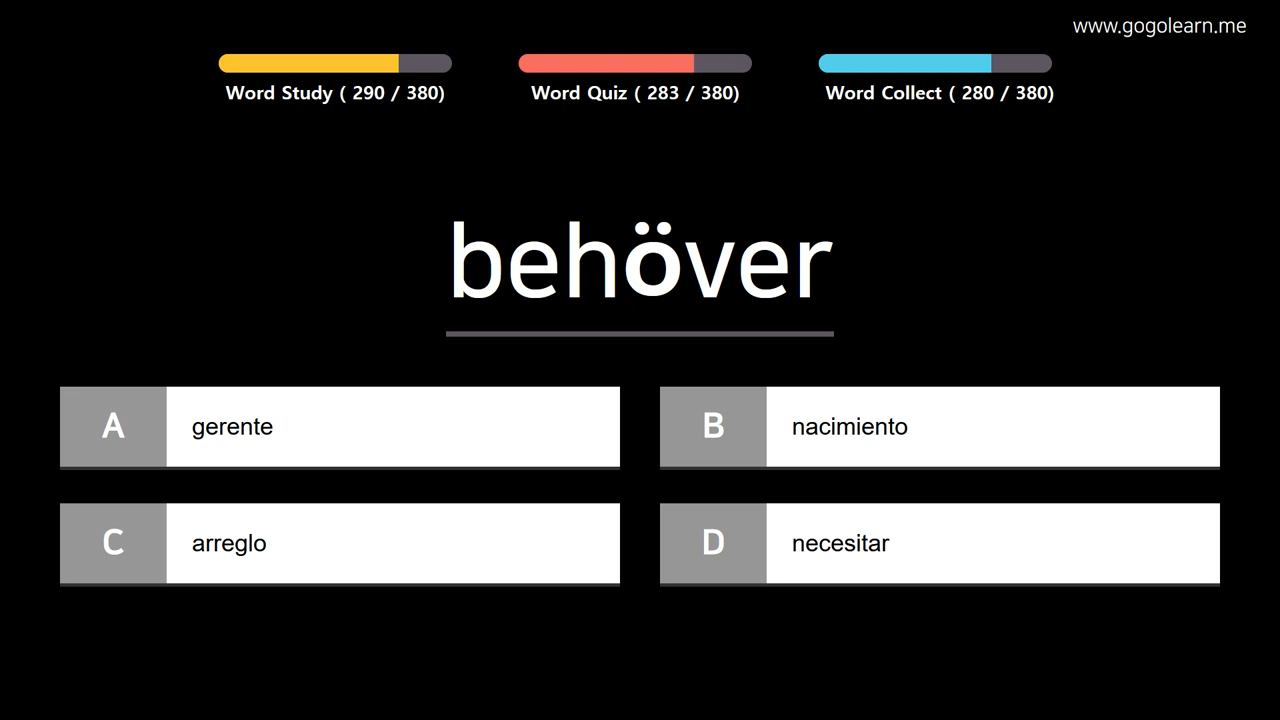 www.gogolearn.me
Word Study ( 290 / 380)
Word Quiz ( 283 / 380)
Word Collect ( 280 / 380)
behöver
A gerente
B nacimiento
C arreglo
D necesitar